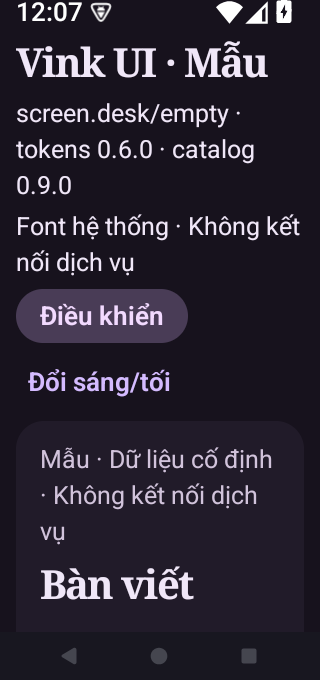 12:07
Vink UI · Mẫu
screen.desk/empty ·
tokens 0.6.0 · catalog
0.9.0
Font hệ thống · Không kết
nối dịch vụ
Điều khiển
Đổi sáng/tối
Mẫu · Dữ liệu cố định
· Không kết nối dịch
vụ
Bàn viết